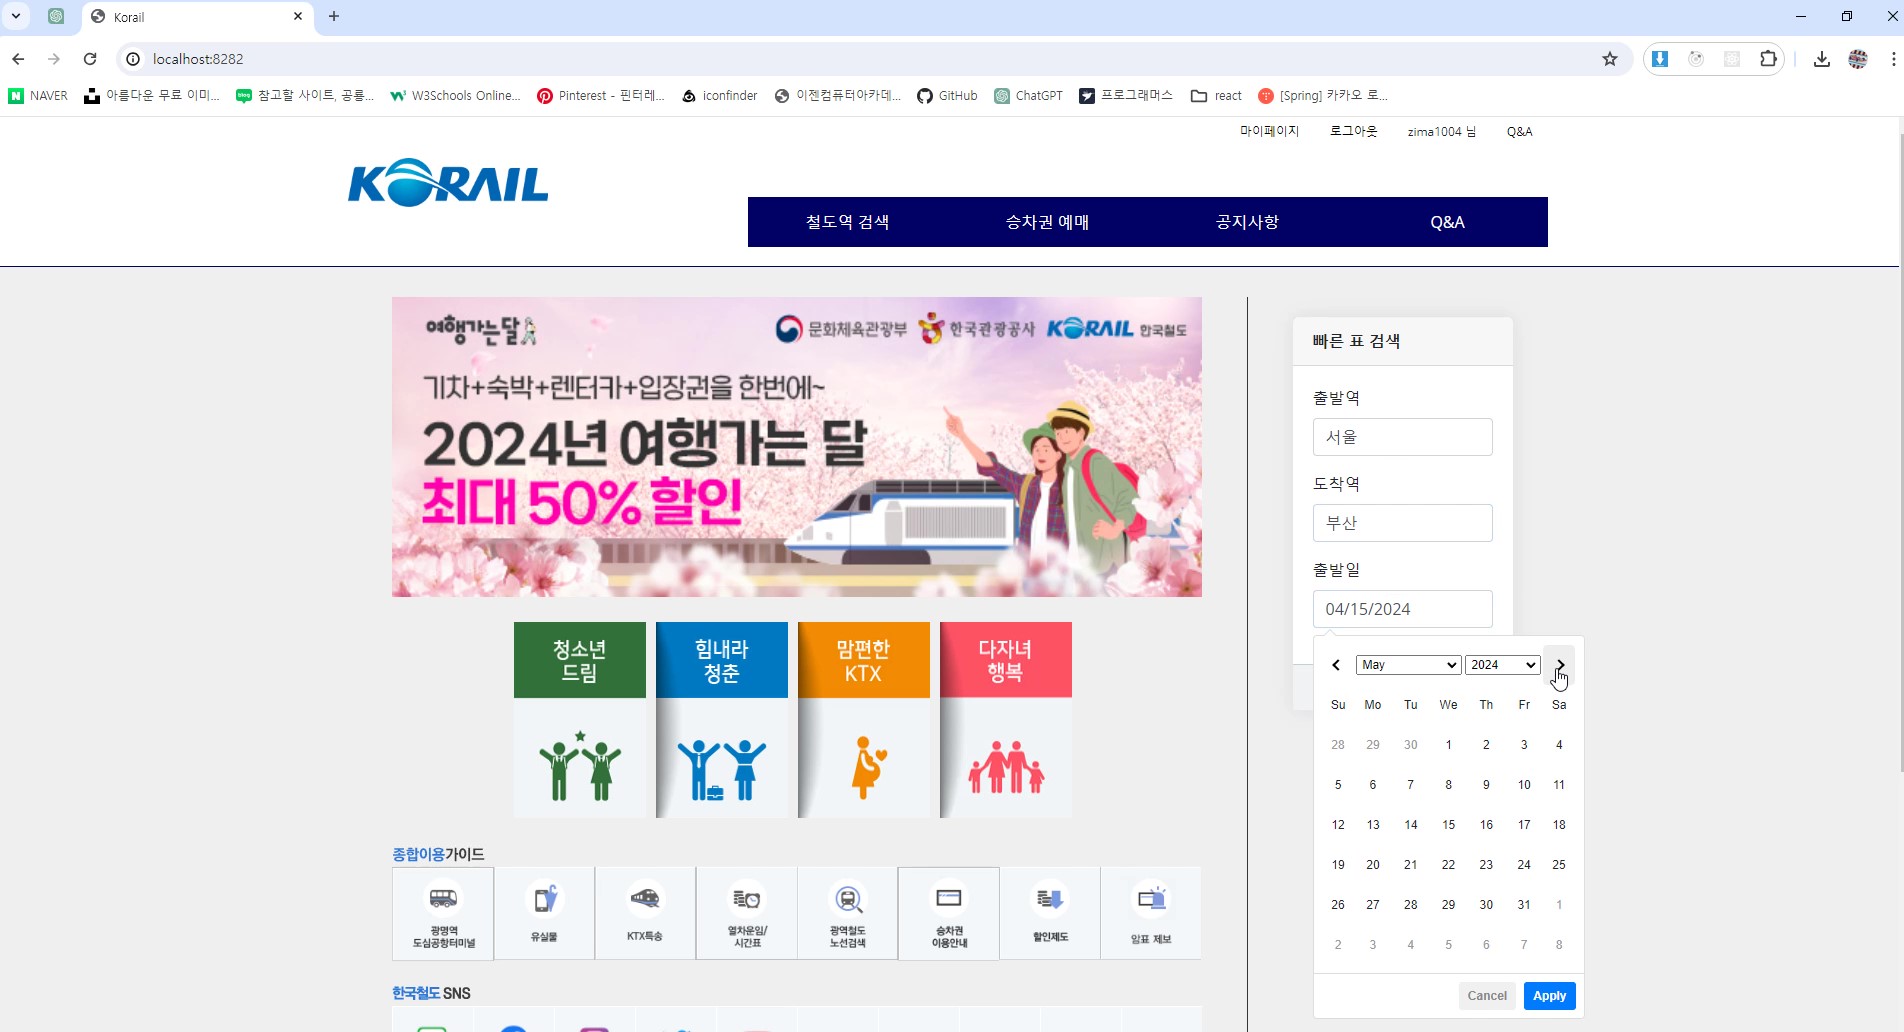 Korail
localhost:8282
NAVER
아름다운 무료 이미...
참고할 사이트, 공룡...
W3Schools Online...
Pinterest - 핀터레...
iconfinder
이젠컴퓨터아카데...
GitHub
ChatGPT
프로그래머스
react
[Spring] 카카오 로...
마이페이지 로그아웃 zima1004 님 Q&A
KORAIL
철도역 검색 승차권 예매 공지사항 Q&A
여행가는달 문화체육관광부 한국관광공사 KORAIL 한국철도
기차+숙박+렌터카+입장권을 한번에~
2024년 여행가는 달
최대 50% 할인
청소년
드림
힘내라
청춘
맘편한
KTX
다자녀
행복
종합이용가이드
광명역
도심공항터미널
유실물
KTX특송
열차운임/
시간표
광역철도
노선검색
승차권
이용안내
할인제도
암표 제보
한국철도 SNS
빠른 표 검색
출발역
서울
도착역
부산
출발일
04/15/2024
May 2024
Su Mo Tu We Th Fr Sa
28 29 30 1 2 3 4
5 6 7 8 9 10 11
12 13 14 15 16 17 18
19 20 21 22 23 24 25
26 27 28 29 30 31 1
2 3 4 5 6 7 8
Cancel Apply